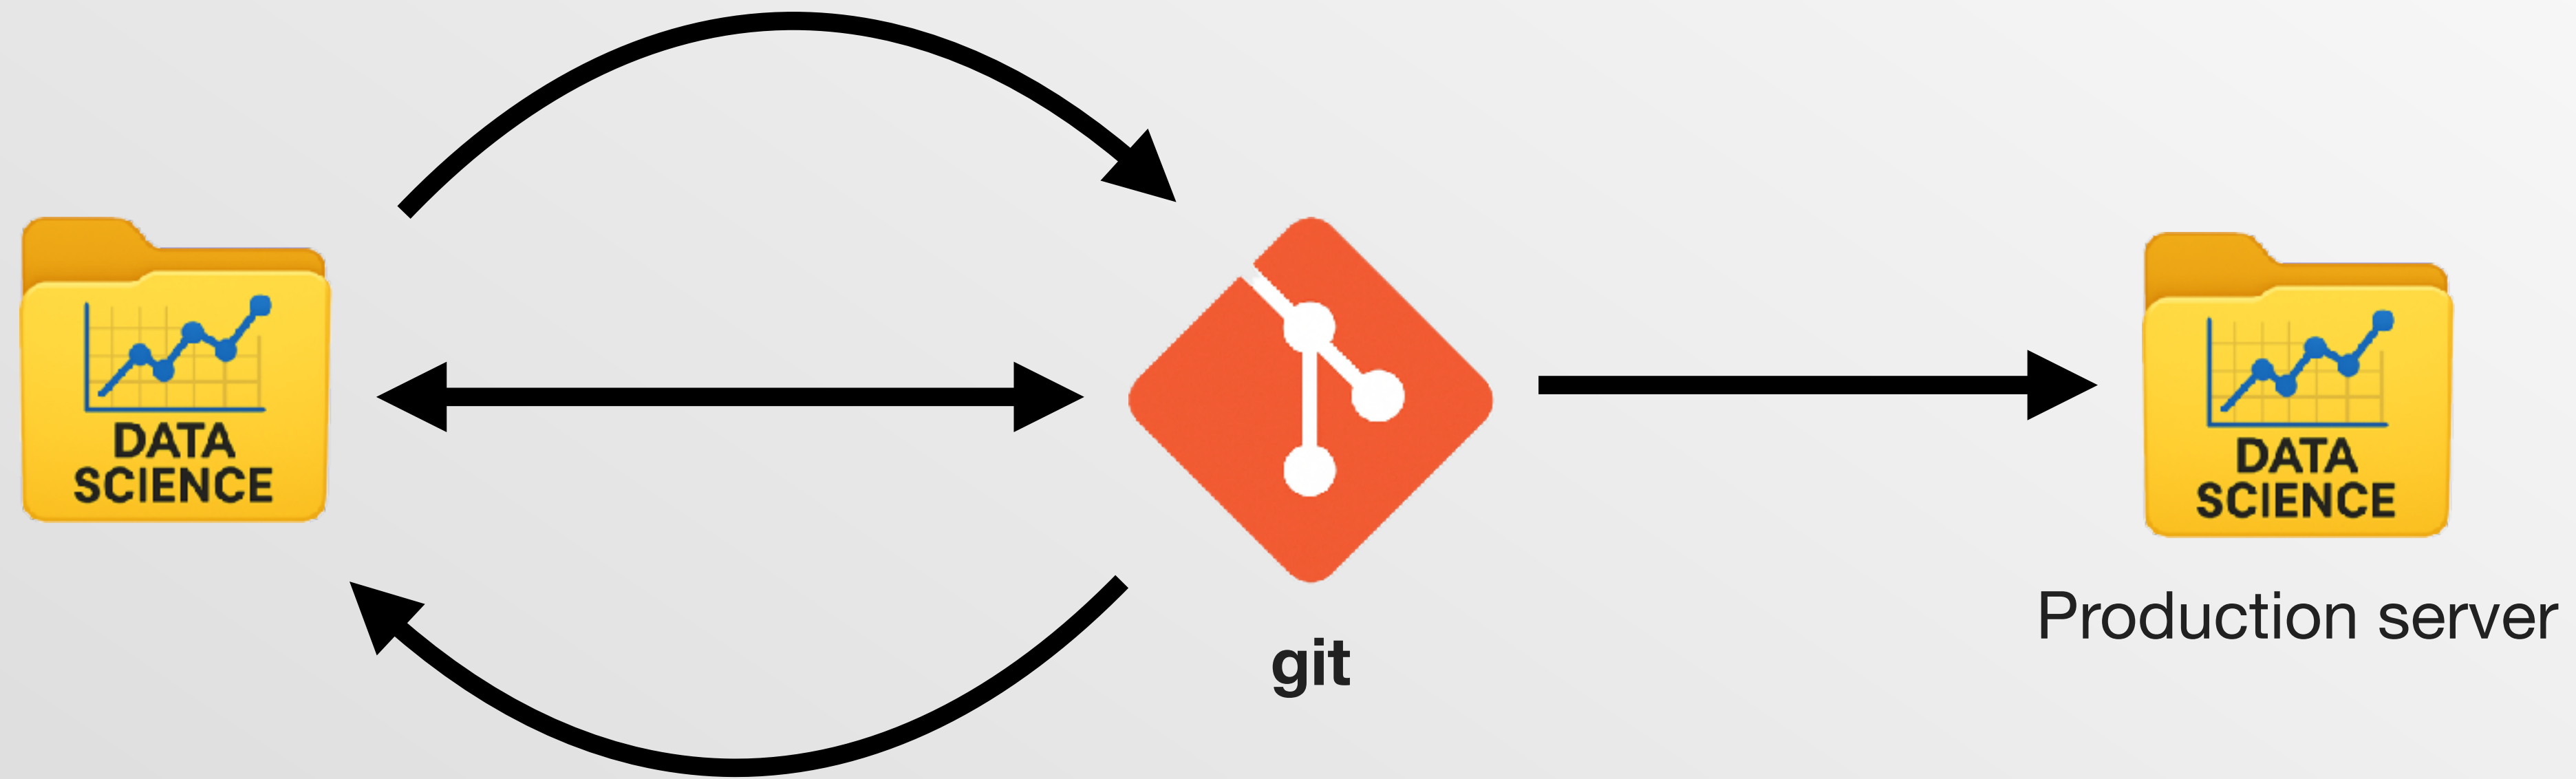 DATA
SCIENCE
git
DATA
SCIENCE
Production server